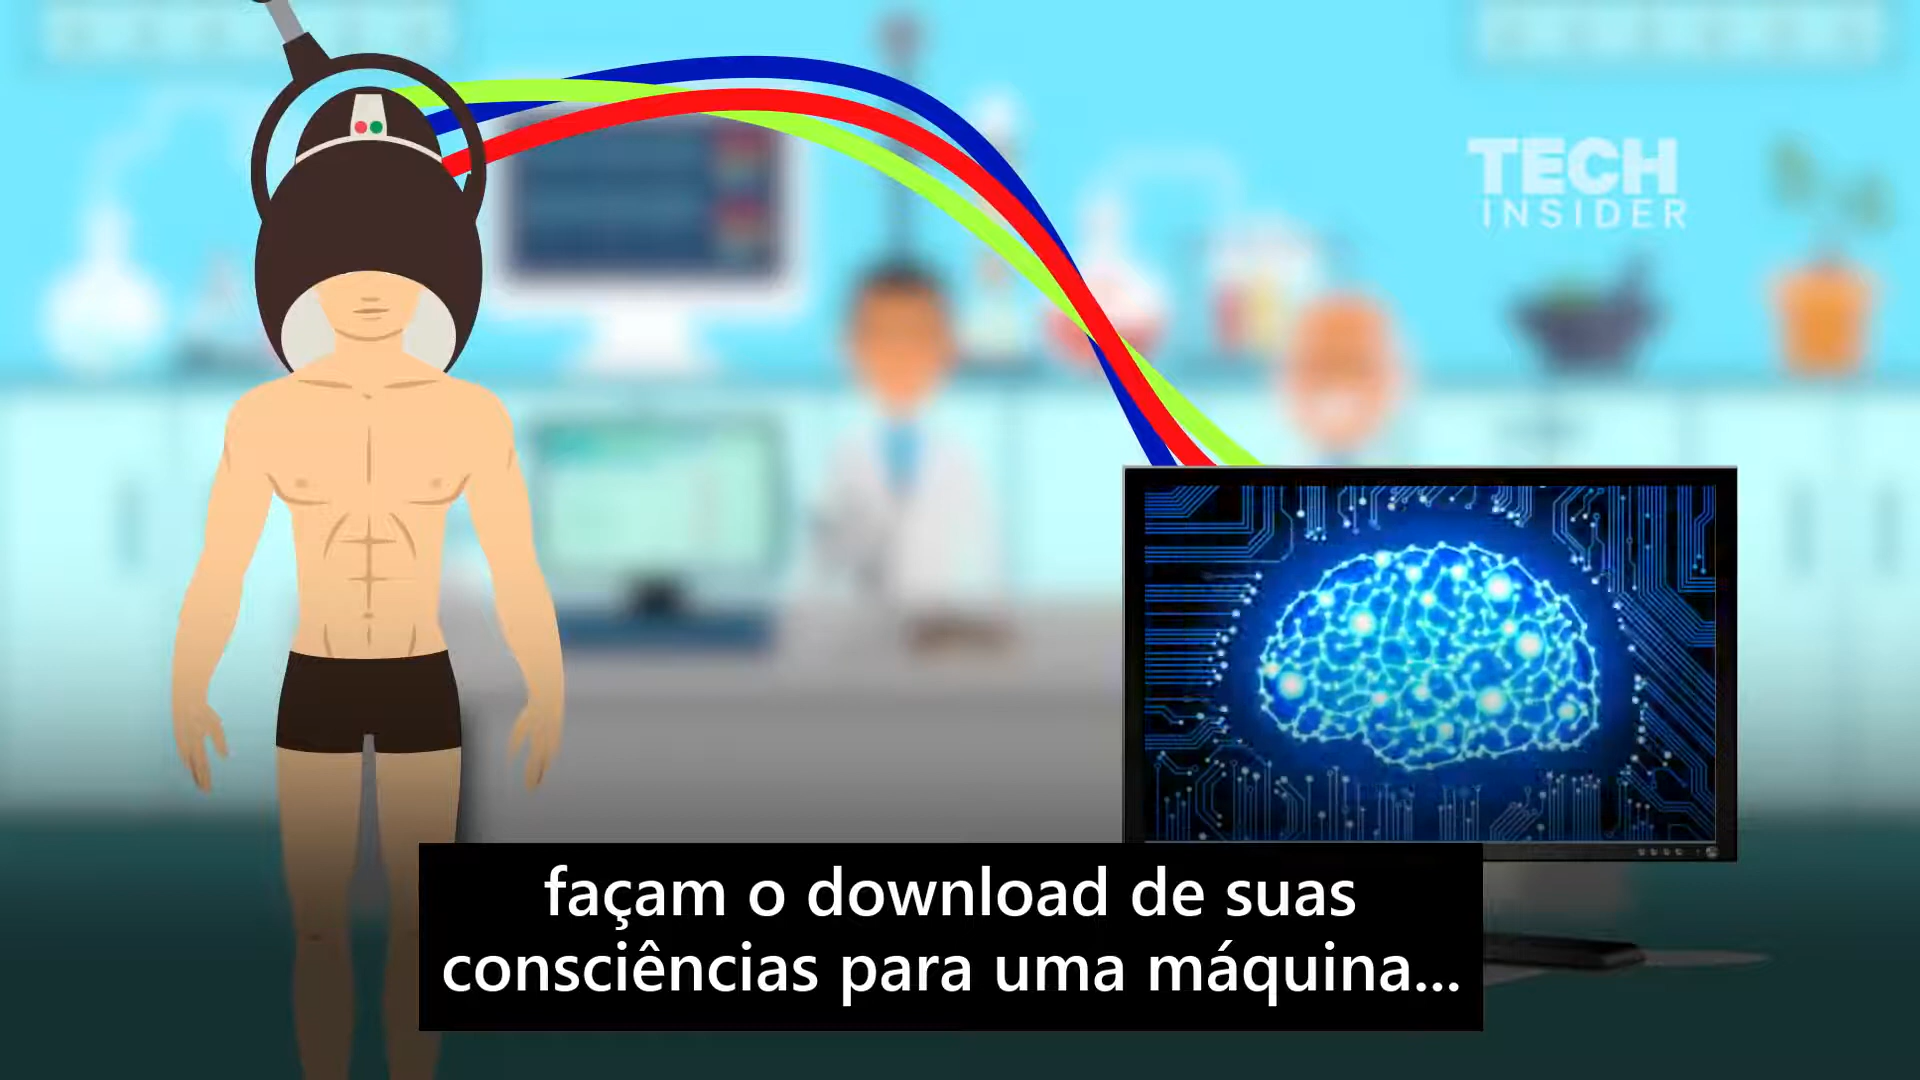 TECH
INSIDER
façam o download de suas
consciências para uma máquina...